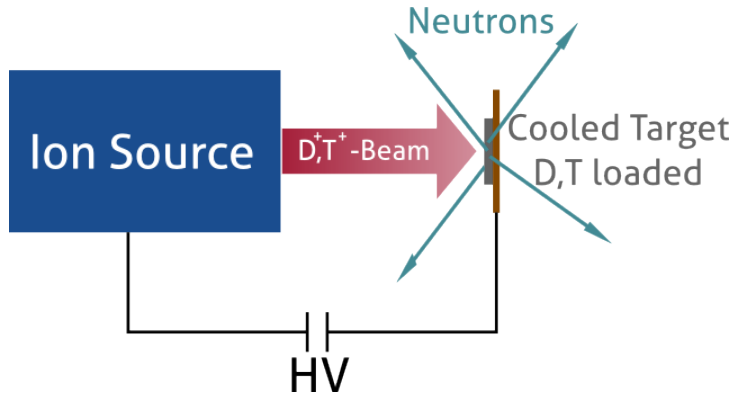 Neutrons
Ion Source
D⁺,T⁺-Beam
Cooled Target
D,T loaded
HV